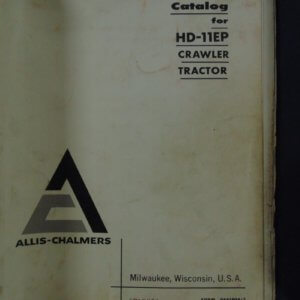 Catalog
for
HD-11EP
CRAWLER
TRACTOR
ALLIS-CHALMERS
Milwaukee, Wisconsin, U.S.A.